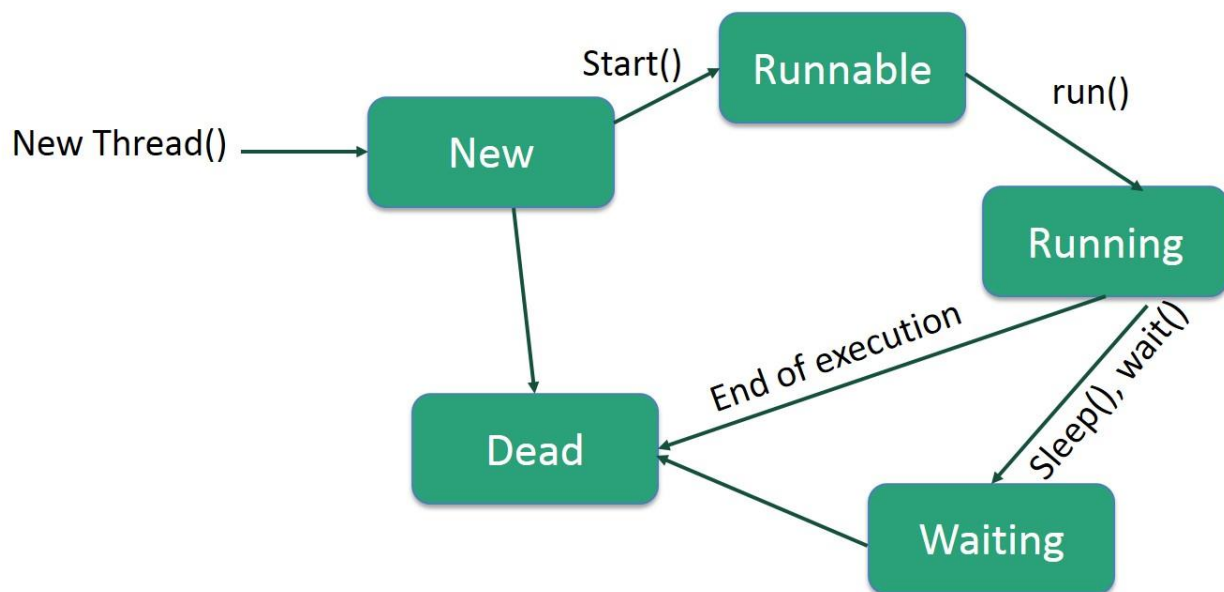 Start()
Runnable
run()
New Thread()
New
Running
End of execution
Sleep(), wait()
Dead
Waiting